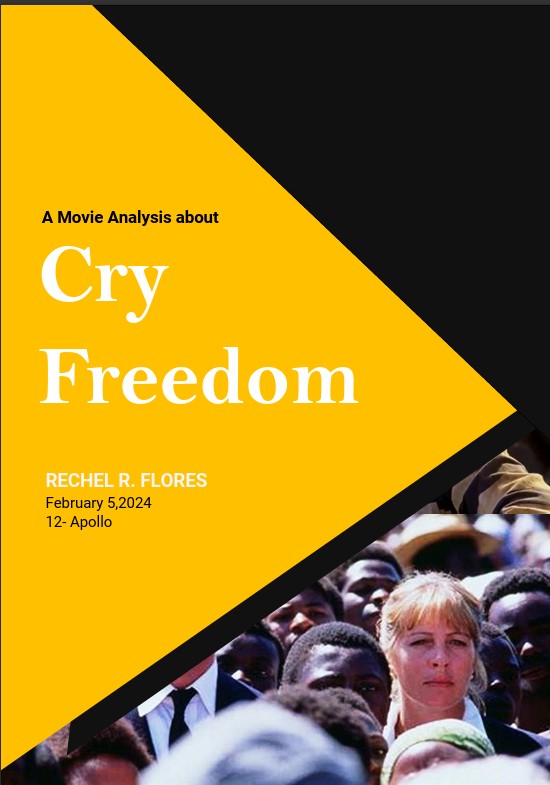 A Movie Analysis about
Cry
Freedom
RECHEL R. FLORES
February 5,2024
12- Apollo